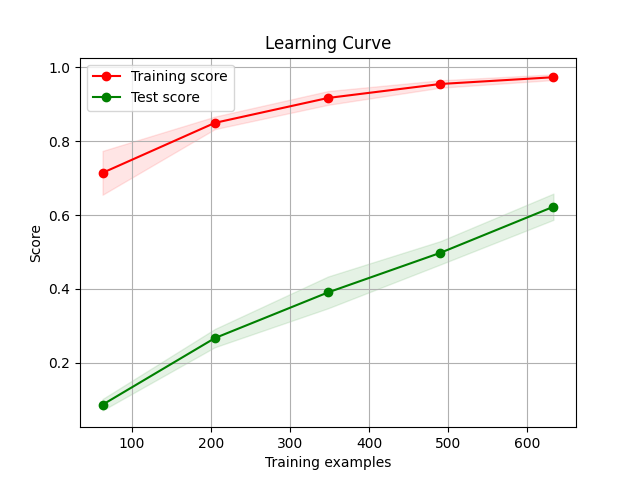 Learning Curve
1.0
0.8
0.6
0.4
0.2
Score
Training score
Test score
100 200 300 400 500 600
Training examples